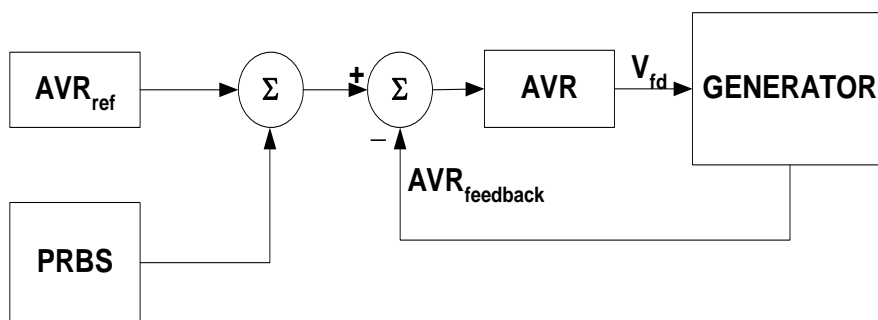 AVRref
Σ
+
Σ
−
AVR
Vfd
GENERATOR
AVRfeedback
PRBS